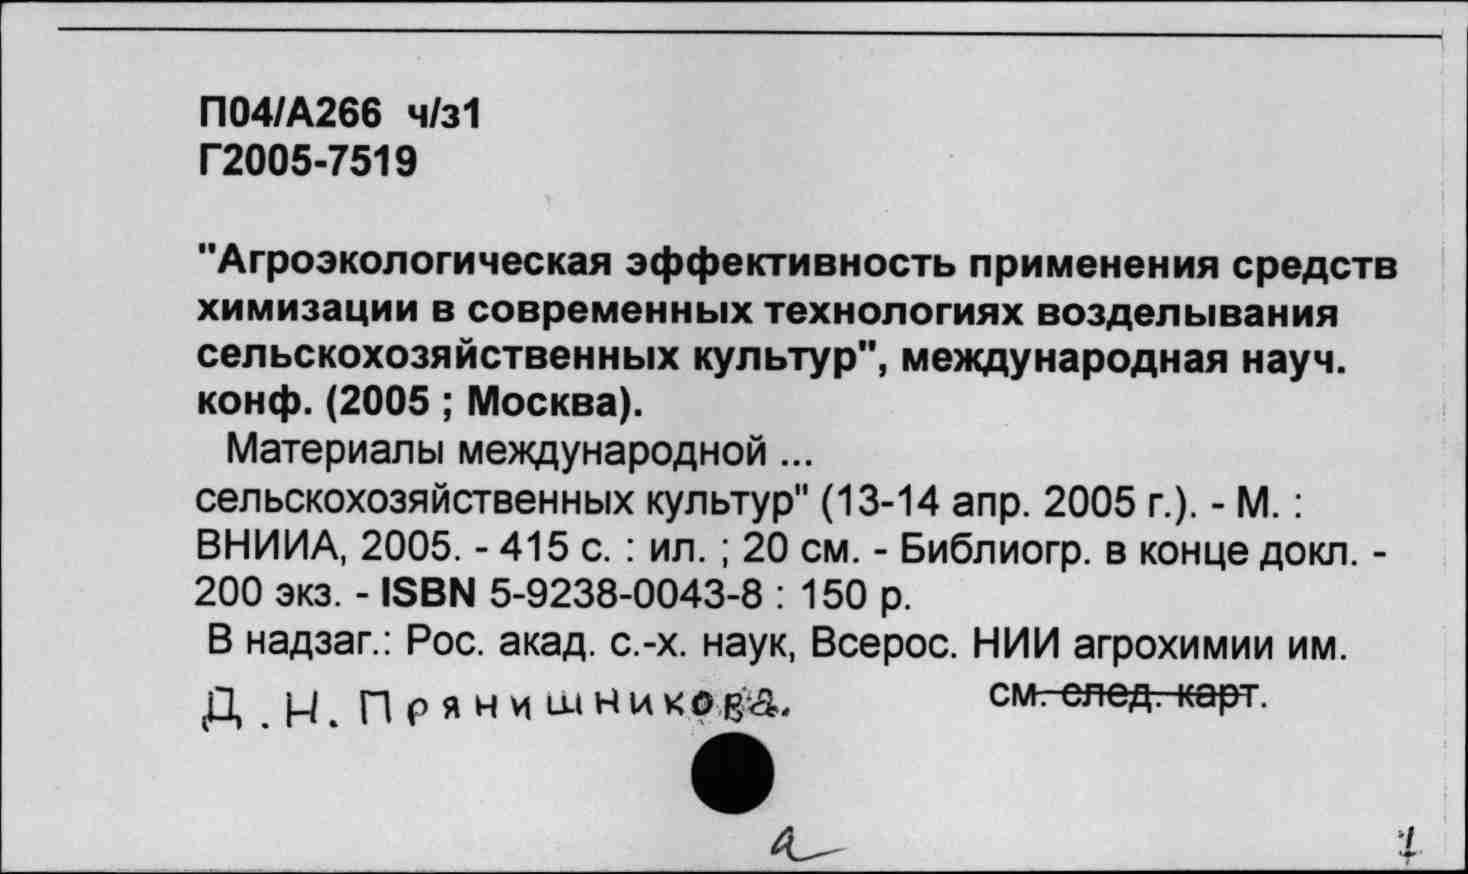 П04/А266 ч/з1
Г2005-7519
"Агроэкологическая эффективность применения средств
химизации в современных технологиях возделывания
сельскохозяйственных культур", международная науч.
конф. (2005 ; Москва).
Материалы международной ...
сельскохозяйственных культур" (13-14 апр. 2005 г.). - М. :
ВНИИА, 2005. - 415 с. : ил. ; 20 см. - Библиогр. в конце докл. -
200 экз. - ISBN 5-9238-0043-8 : 150 р.
В надзаг.: Рос. акад. с.-х. наук, Всерос. НИИ агрохимии им.
Д. Н. Прянишникова. см. след. карт.
а
1